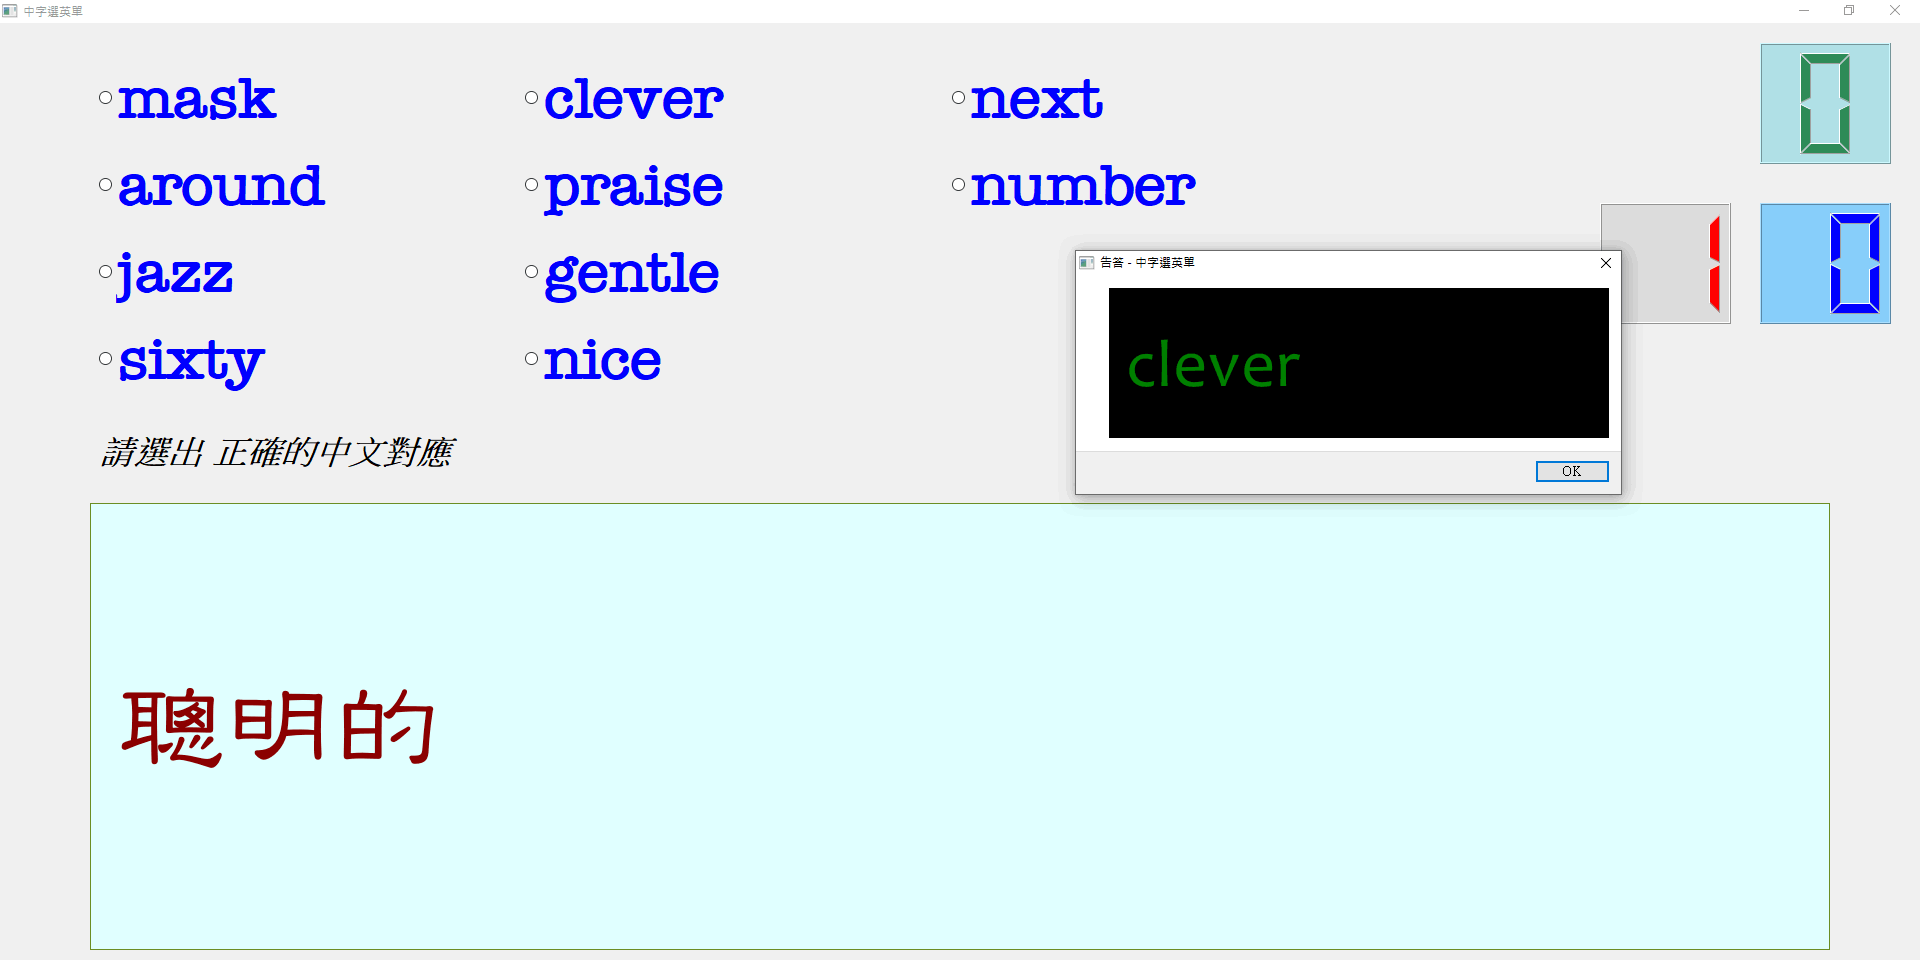 中字選英單
mask
clever
next
0
around
praise
number
1
0
jazz
gentle
sixty
nice
告答 - 中字選英單
clever
OK
請選出 正確的中文對應
聰明的